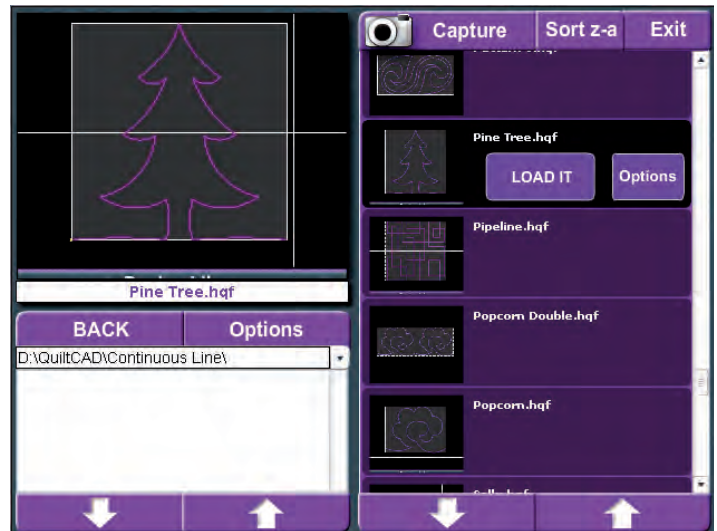 Capture
Sort z-a
Exit
Pine Tree.hqf
LOAD IT
Options
Pipeline.hqf
Popcorn Double.hqf
Popcorn.hqf
Pine Tree.hqf
BACK
Options
D:\QuiltCAD\Continuous Line\